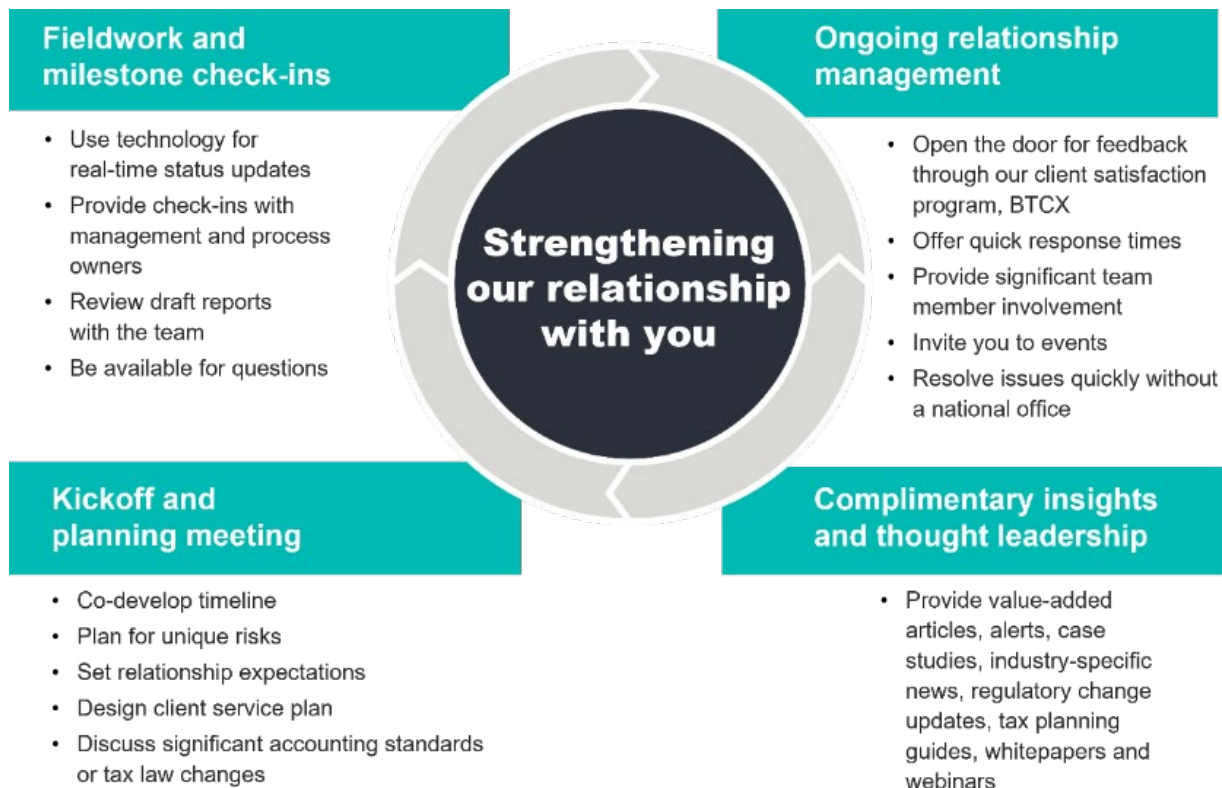 Fieldwork and
milestone check-ins
• Use technology for
real-time status updates
• Provide check-ins with
management and process
owners
• Review draft reports
with the team
• Be available for questions
Ongoing relationship
management
• Open the door for feedback
through our client satisfaction
program, BTCX
• Offer quick response times
• Provide significant team
member involvement
• Invite you to events
• Resolve issues quickly without
a national office
Strengthening
our relationship
with you
Kickoff and
planning meeting
• Co-develop timeline
• Plan for unique risks
• Set relationship expectations
• Design client service plan
• Discuss significant accounting standards
or tax law changes
Complimentary insights
and thought leadership
• Provide value-added
articles, alerts, case
studies, industry-specific
news, regulatory change
updates, tax planning
guides, whitepapers and
webinars